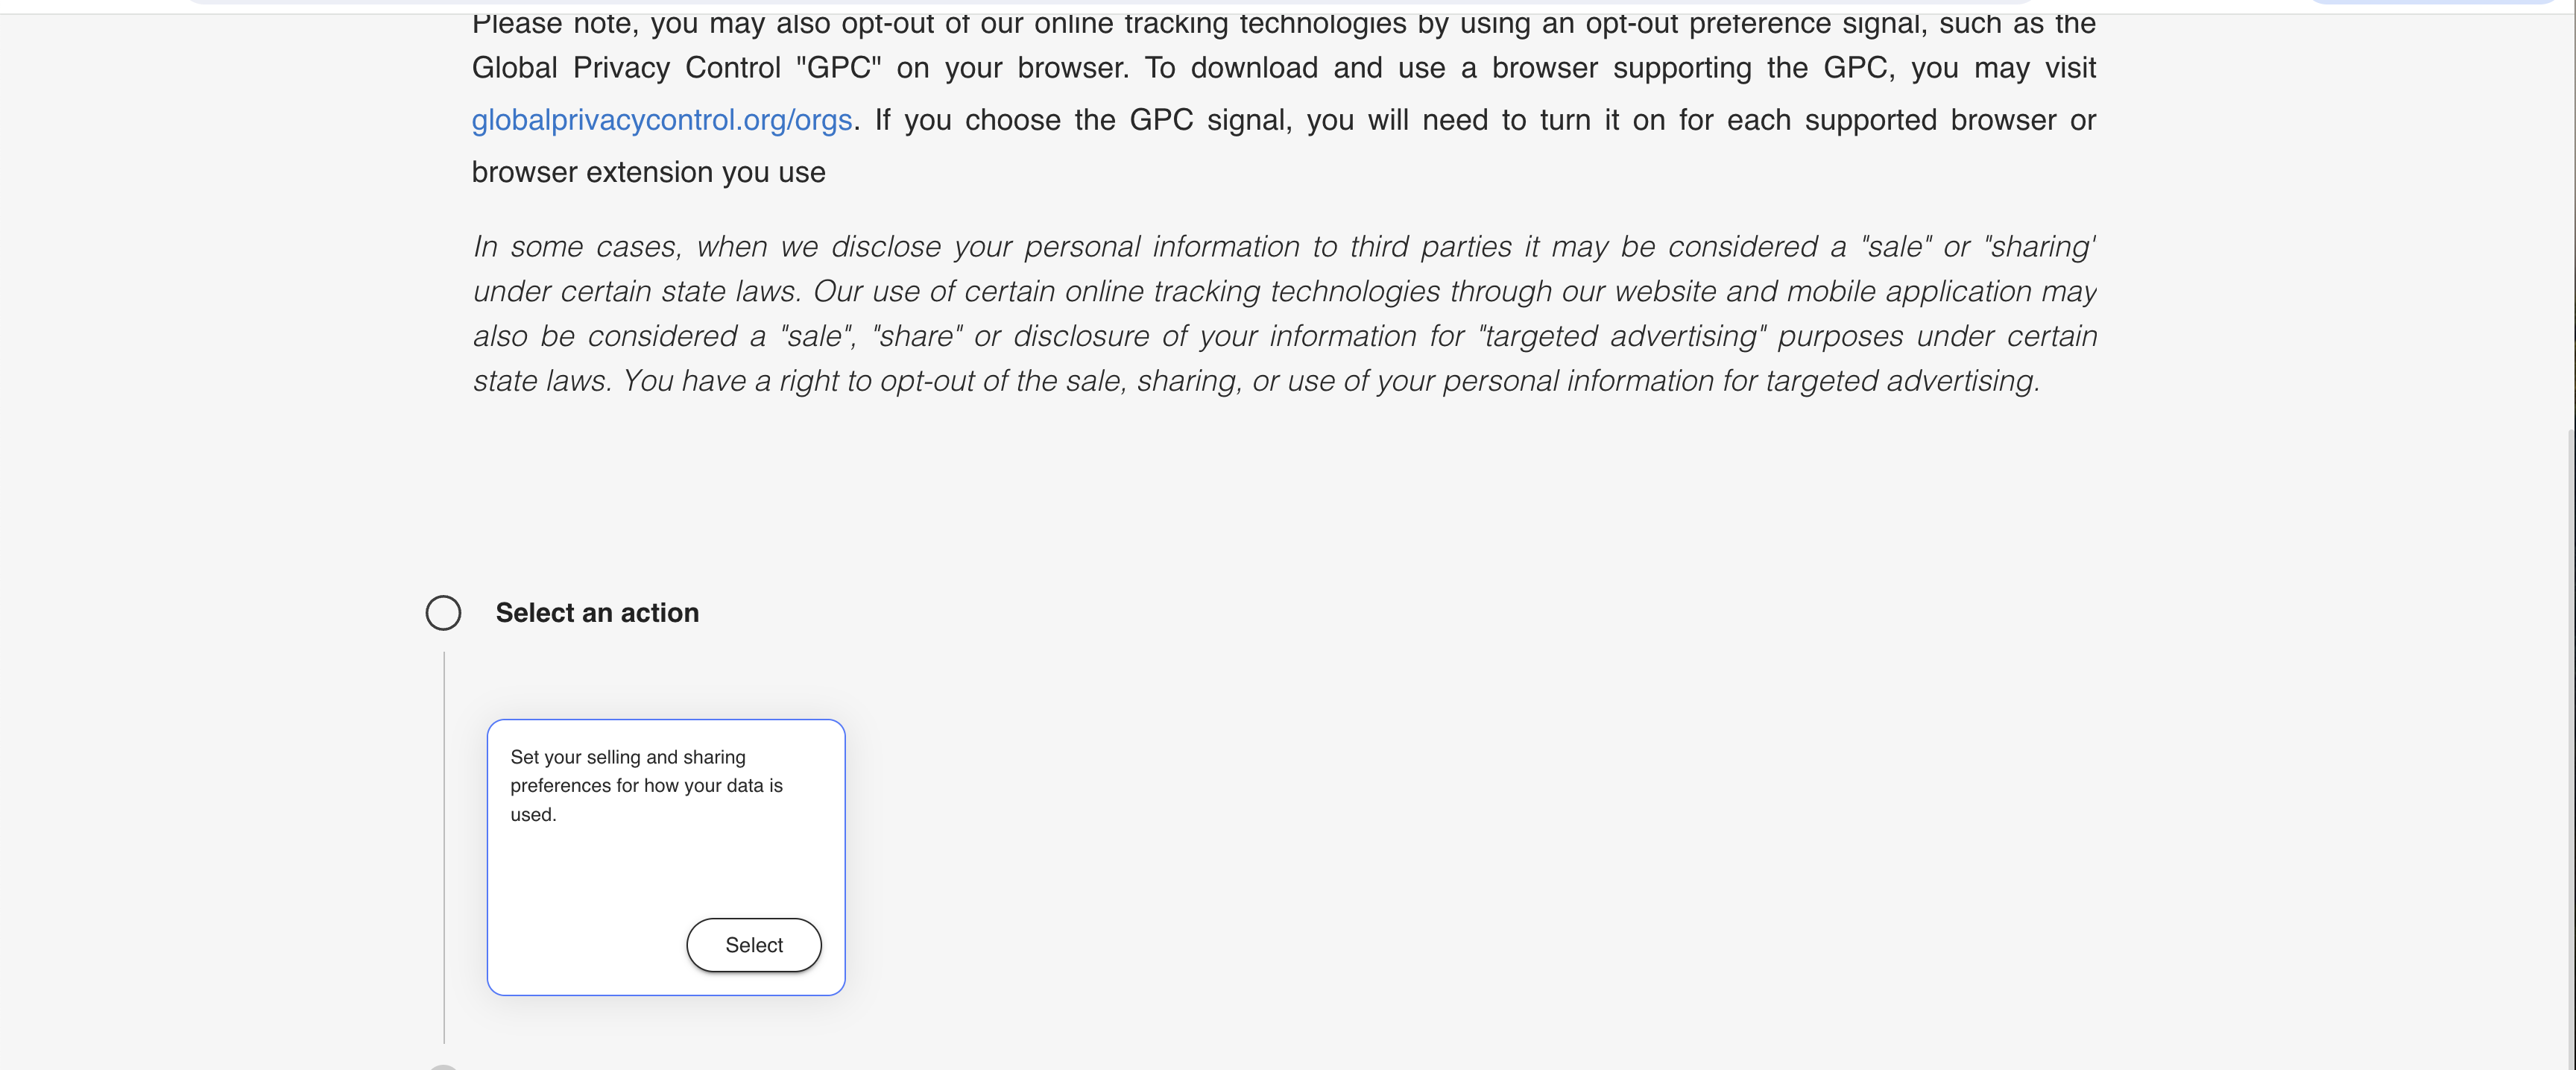 Please note, you may also opt-out of our online tracking technologies by using an opt-out preference signal, such as the
Global Privacy Control "GPC" on your browser. To download and use a browser supporting the GPC, you may visit
globalprivacycontrol.org/orgs. If you choose the GPC signal, you will need to turn it on for each supported browser or
browser extension you use
In some cases, when we disclose your personal information to third parties it may be considered a "sale" or "sharing'
under certain state laws. Our use of certain online tracking technologies through our website and mobile application may
also be considered a "sale", "share" or disclosure of your information for "targeted advertising" purposes under certain
state laws. You have a right to opt-out of the sale, sharing, or use of your personal information for targeted advertising.
Select an action
Set your selling and sharing
preferences for how your data is
used.
Select